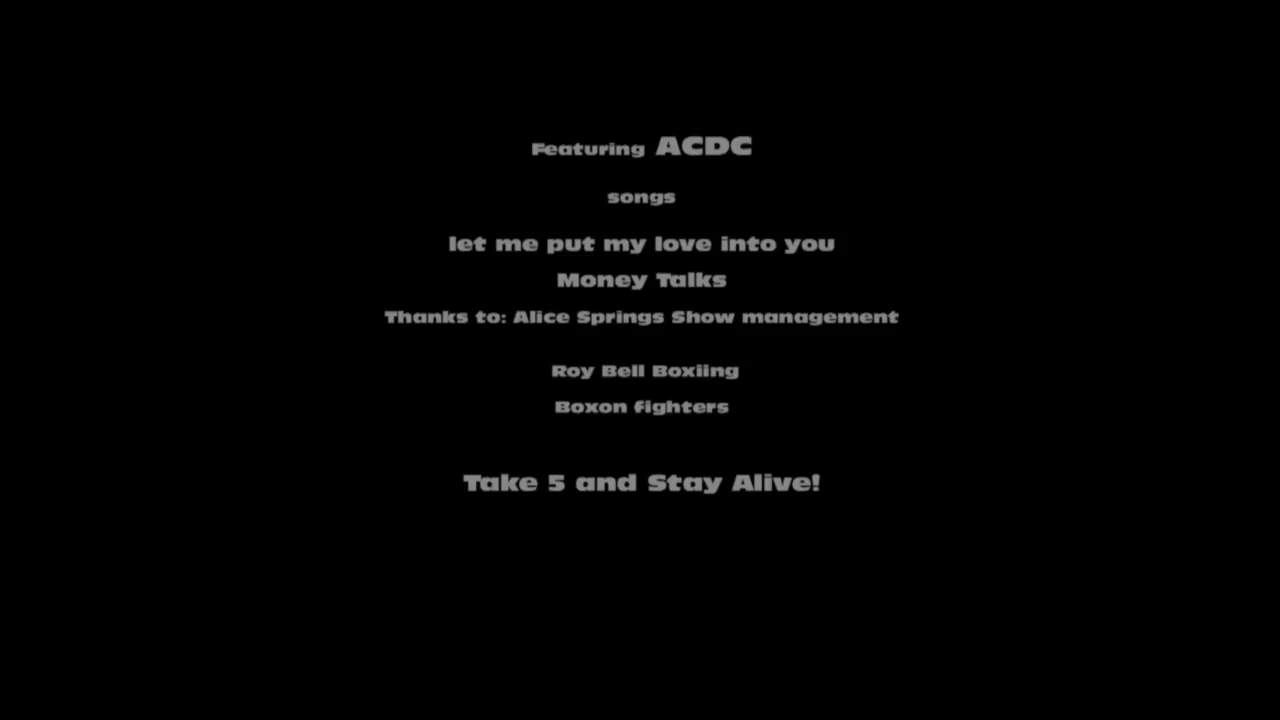 Featuring ACDC
songs
let me put my love into you
Money Talks
Thanks to: Alice Springs Show management
Roy Bell Boxiing
Boxon fighters
Take 5 and Stay Alive!